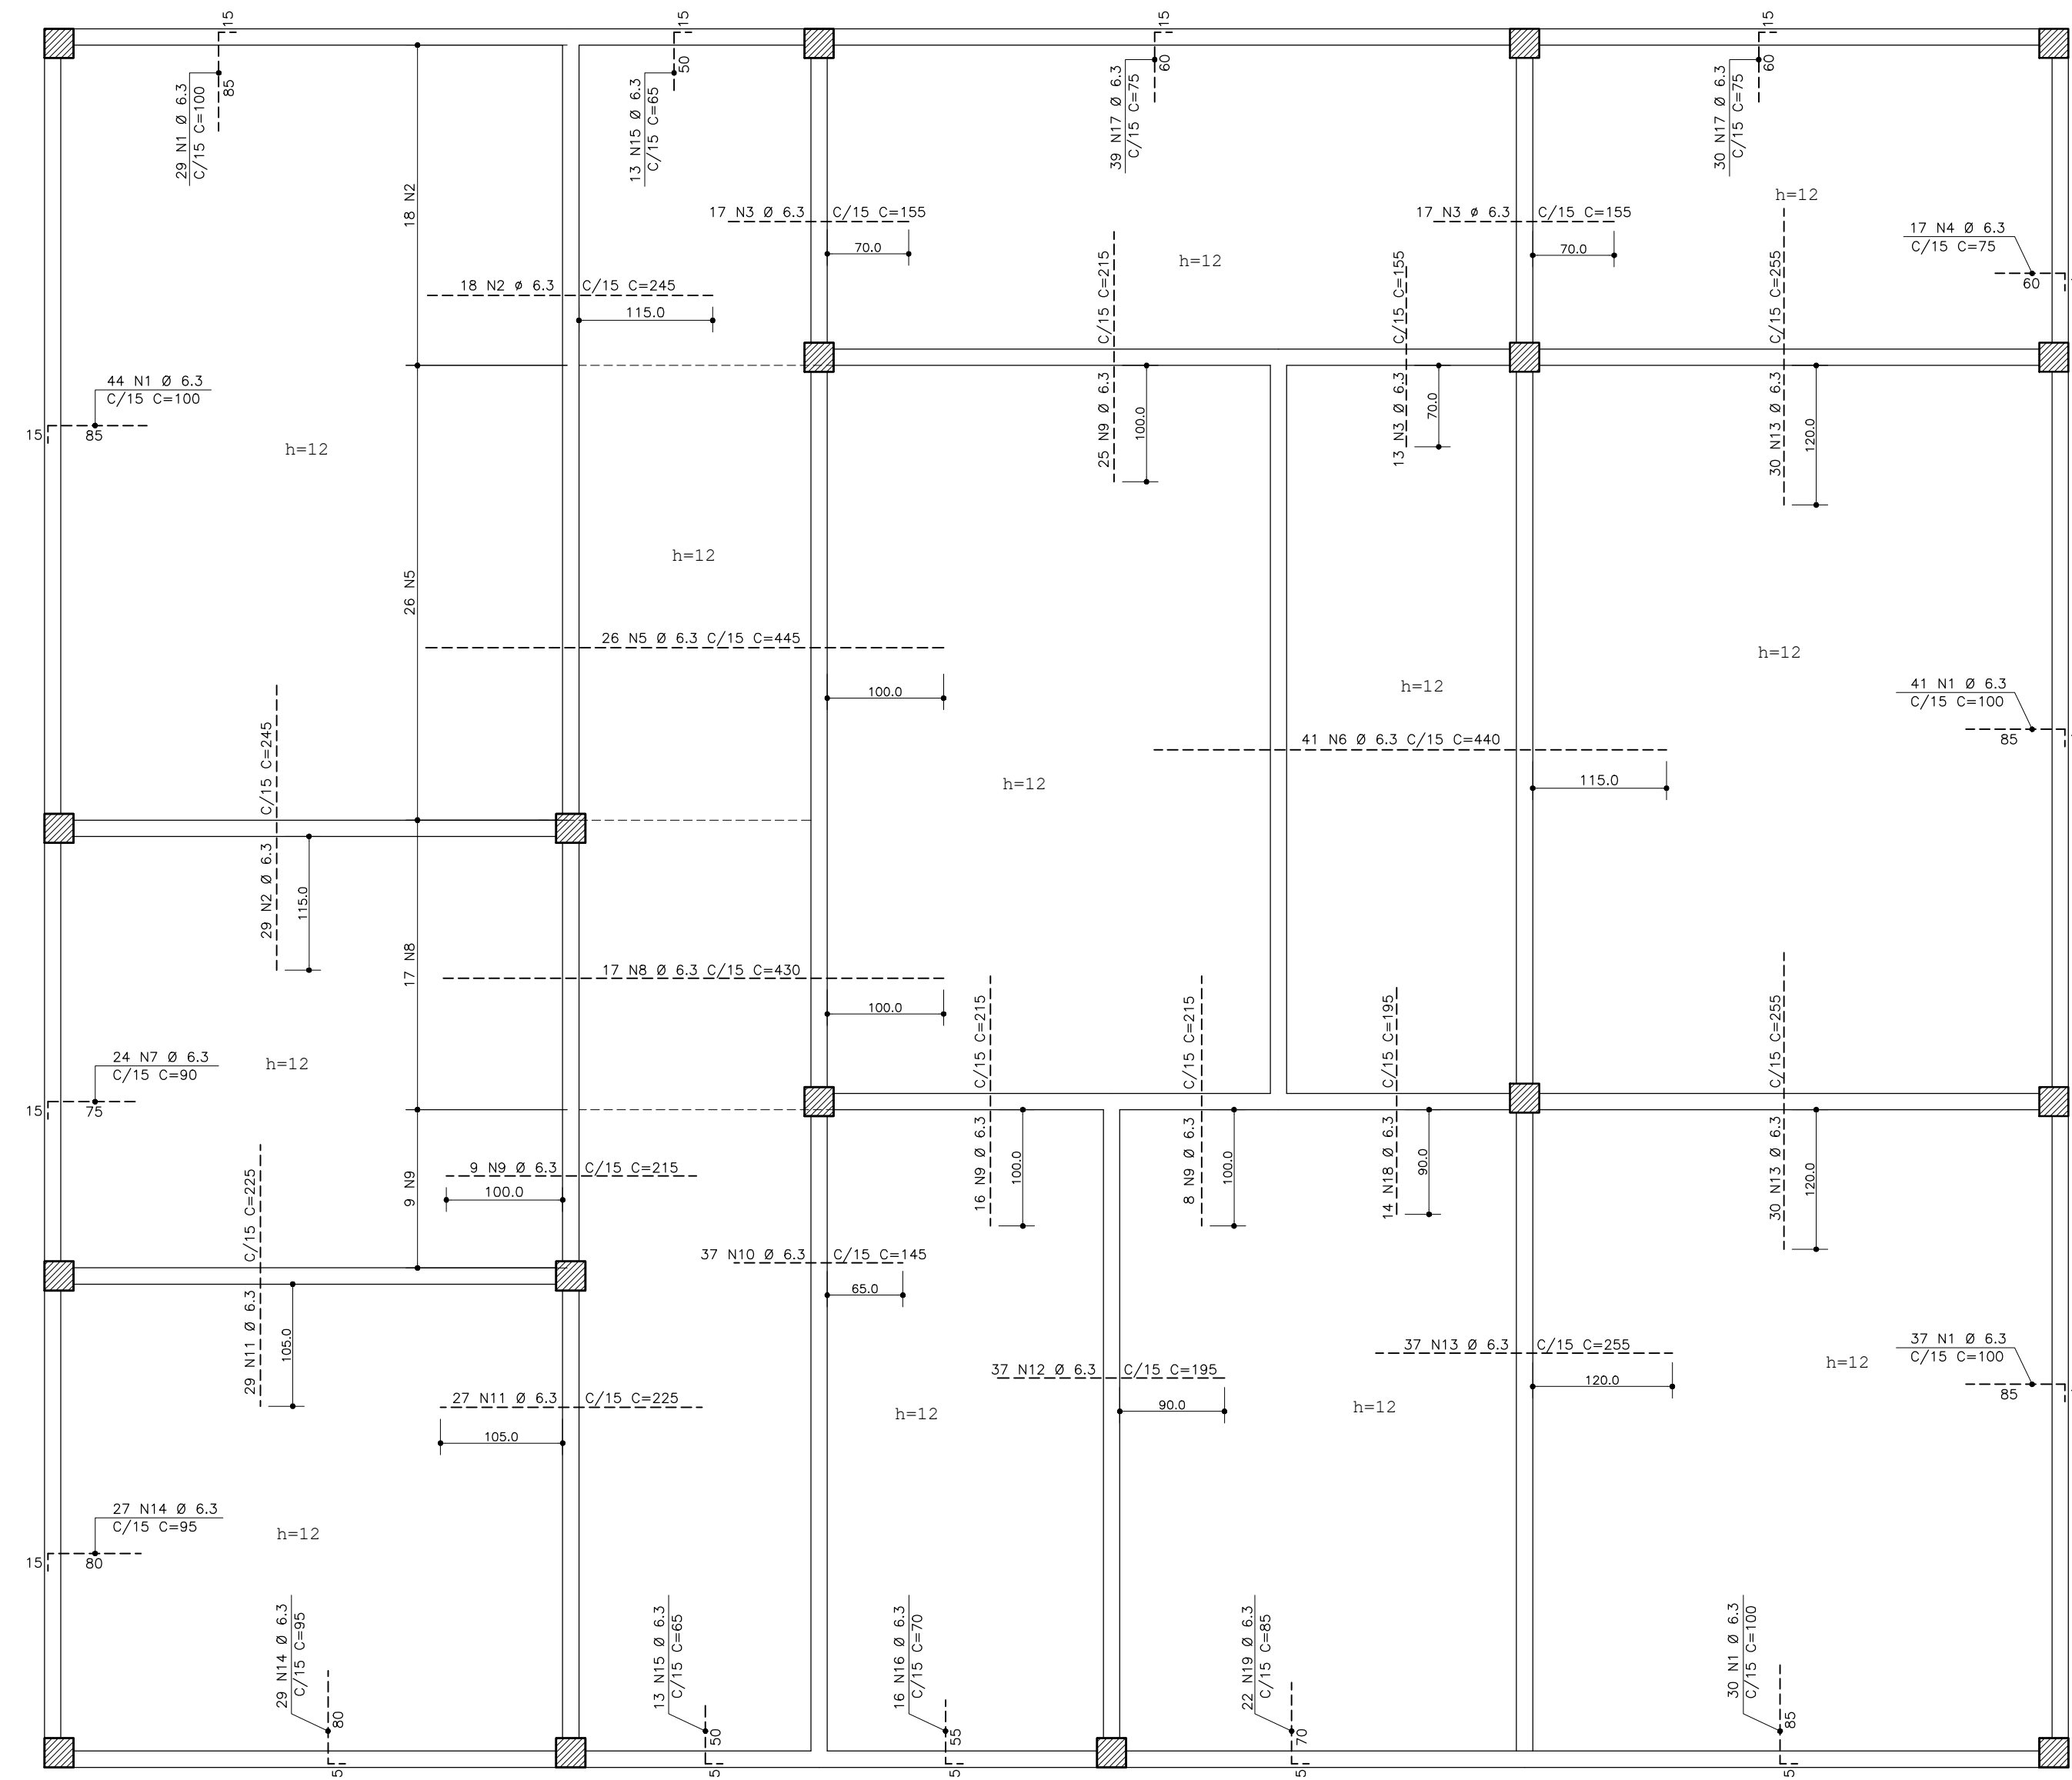 15
85
29 N1 Ø 6.3
C/15 C=100
15
50
13 N15 Ø 6.3
C/15 C=65
15
60
39 N17 Ø 6.3
C/15 C=75
15
60
30 N17 Ø 6.3
C/15 C=75
18 N2
17 N3 Ø 6.3 C/15 C=155
70.0
17 N3 ø 6.3 C/15 C=155
70.0
h=12
17 N4 Ø 6.3
C/15 C=75
60
h=12
18 N2 ø 6.3 C/15 C=245
115.0
25 N9 Ø 6.3 C/15 C=215
100.0
13 N3 Ø 6.3 C/15 C=155
70.0
30 N13 Ø 6.3 C/15 C=255
120.0
44 N1 Ø 6.3
C/15 C=100
15
85
h=12
h=12
26 N5
26 N5 Ø 6.3 C/15 C=445
100.0
h=12
h=12
41 N1 Ø 6.3
C/15 C=100
85
41 N6 Ø 6.3 C/15 C=440
115.0
h=12
29 N2 Ø 6.3 C/15 C=245
115.0
17 N8
17 N8 Ø 6.3 C/15 C=430
100.0
24 N7 Ø 6.3
C/15 C=90
15
75
h=12
16 N9 Ø 6.3 C/15 C=215
100.0
8 N9 Ø 6.3 C/15 C=215
100.0
14 N18 Ø 6.3 C/15 C=195
90.0
30 N13 Ø 6.3 C/15 C=255
120.0
9 N9
9 N9 Ø 6.3 C/15 C=215
100.0
29 N11 Ø 6.3 C/15 C=225
105.0
37 N10 Ø 6.3 C/15 C=145
65.0
37 N12 Ø 6.3 C/15 C=195
90.0
37 N13 Ø 6.3 C/15 C=255
120.0
37 N1 Ø 6.3
C/15 C=100
85
h=12
27 N11 Ø 6.3 C/15 C=225
105.0
h=12
h=12
27 N14 Ø 6.3
C/15 C=95
15
80
h=12
29 N14 Ø 6.3
C/15 C=95
80
5
13 N15 Ø 6.3
C/15 C=65
50
5
16 N16 Ø 6.3
C/15 C=70
55
5
22 N19 Ø 6.3
C/15 C=85
70
5
30 N1 Ø 6.3
C/15 C=100
85
5